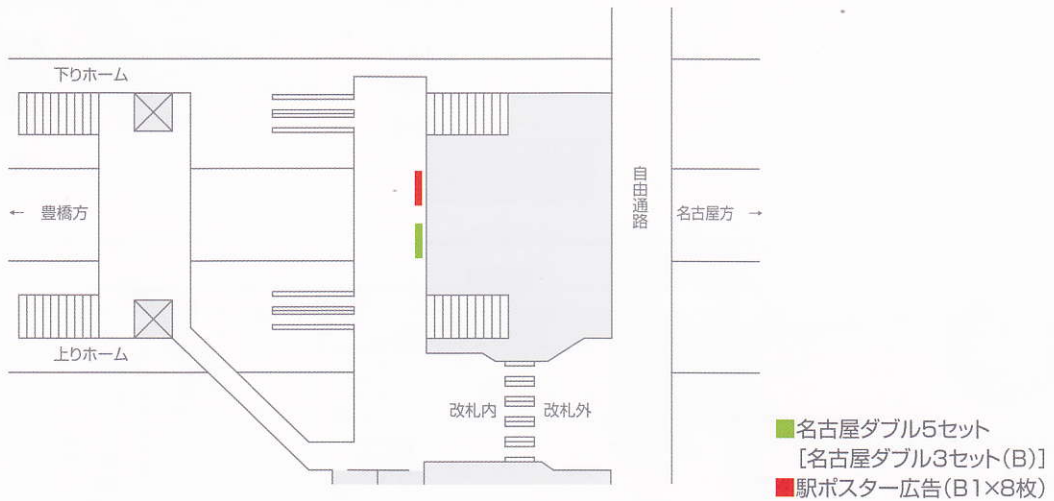 下りホーム
自由通路
← 豊橋方
名古屋方 →
上りホーム
改札内
改札外
名古屋ダブル5セット
[名古屋ダブル3セット(B)]
駅ポスター広告(B1×8枚)